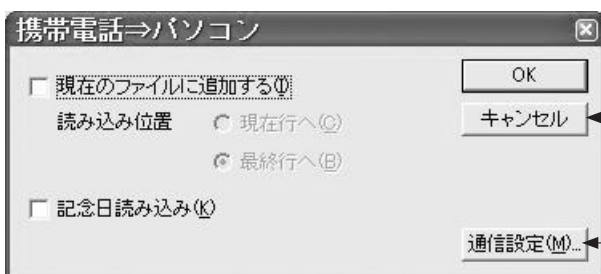 携帯電話⇒パソコン
現在のファイルに追加する(I)
OK
読み込み位置 現在行へ(C)
キャンセル
最終行へ(B)
記念日読み込み(K)
通信設定(M)...